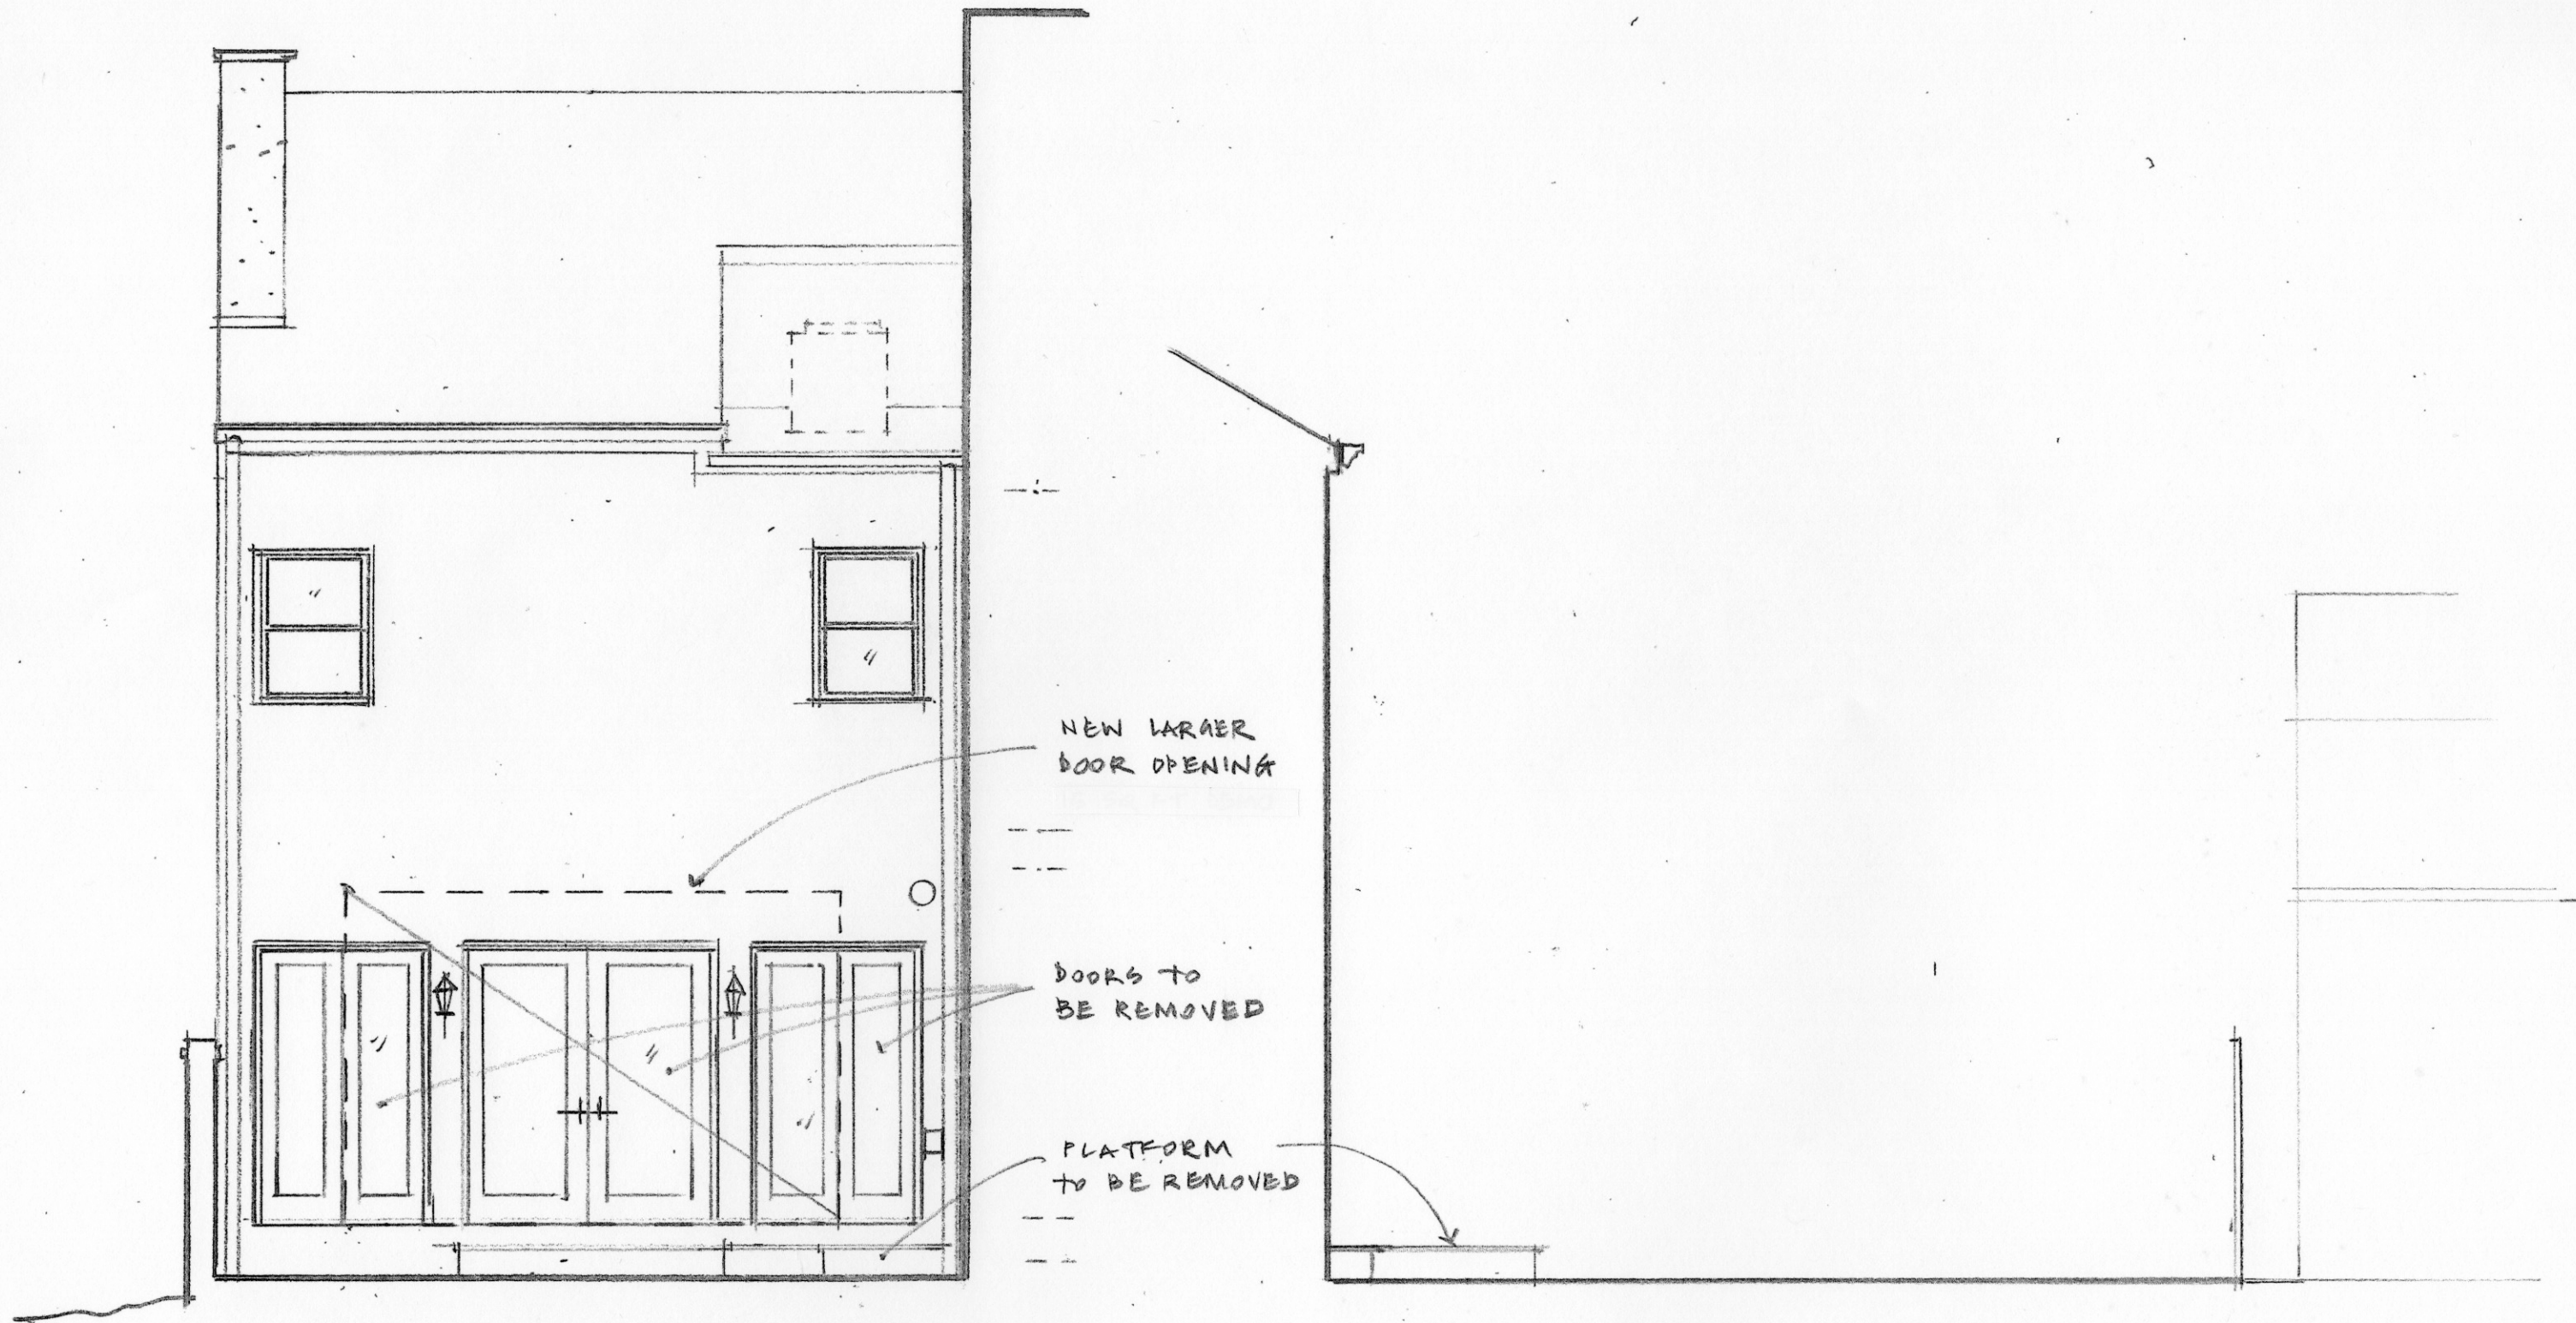 NEW LARGER
DOOR OPENING
DOORS TO
BE REMOVED
PLATFORM
TO BE REMOVED